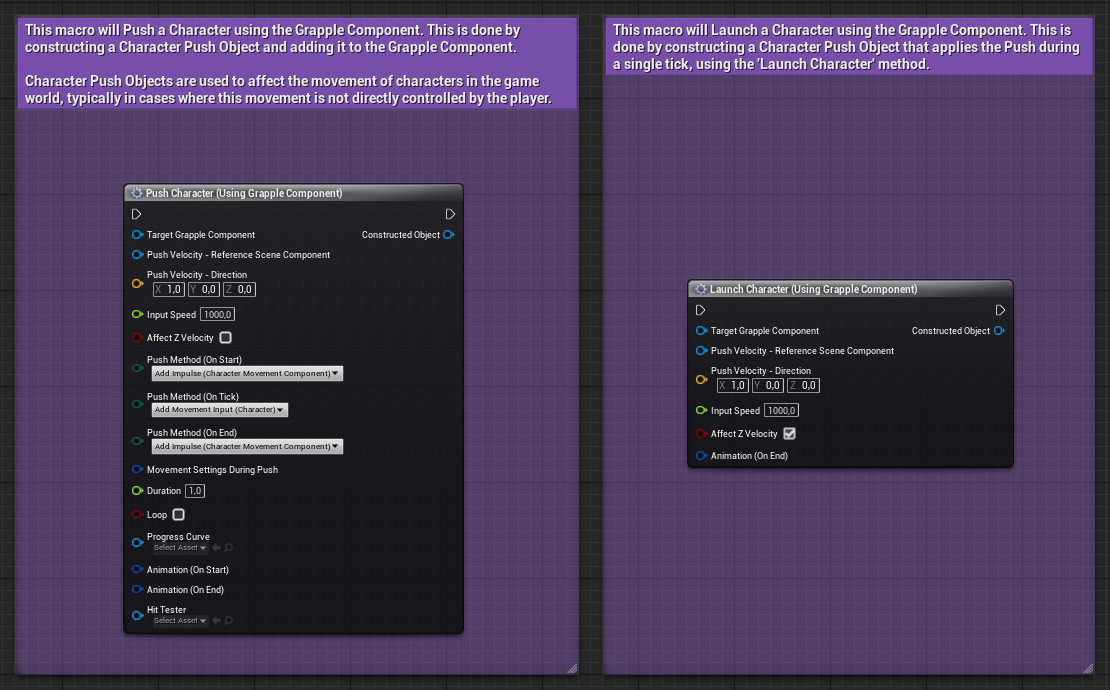 This macro will Push a Character using the Grapple Component. This is done by
constructing a Character Push Object and adding it to the Grapple Component.
Character Push Objects are used to affect the movement of characters in the game
world, typically in cases where this movement is not directly controlled by the player.
Push Character (Using Grapple Component)
Target Grapple Component
Constructed Object
Push Velocity - Reference Scene Component
Push Velocity - Direction
X 1,0 Y 0,0 Z 0,0
Input Speed 1000,0
Affect Z Velocity
Push Method (On Start)
Add Impulse (Character Movement Component)
Push Method (On Tick)
Add Movement Input (Character)
Push Method (On End)
Add Impulse (Character Movement Component)
Movement Settings During Push
Duration 1,0
Loop
Progress Curve
Select Asset
Animation (On Start)
Animation (On End)
Hit Tester
Select Asset
This macro will Launch a Character using the Grapple Component. This is
done by constructing a Character Push Object that applies the Push during
a single tick, using the 'Launch Character' method.
Launch Character (Using Grapple Component)
Target Grapple Component
Constructed Object
Push Velocity - Reference Scene Component
Push Velocity - Direction
X 1,0 Y 0,0 Z 0,0
Input Speed 1000,0
Affect Z Velocity
Animation (On End)